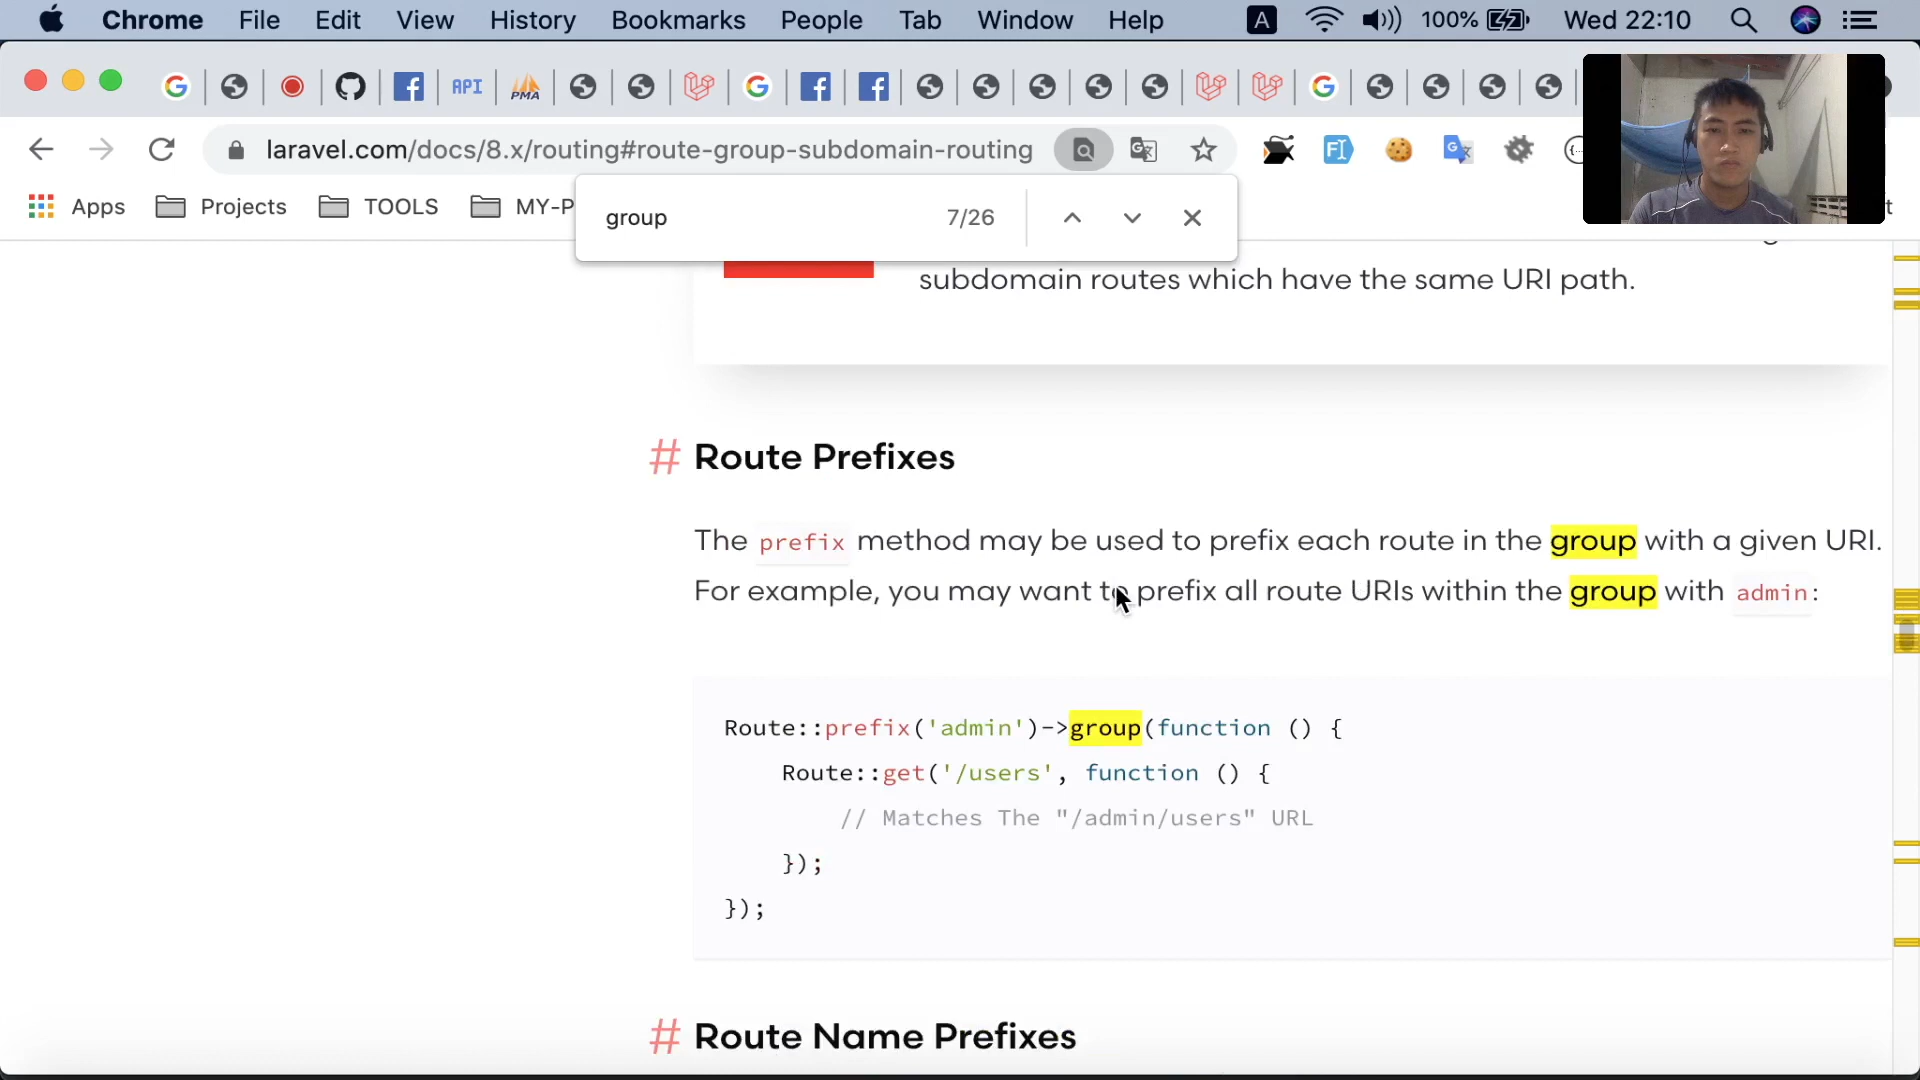 Chrome File Edit View History Bookmarks People Tab Window Help A 100% Wed 22:10
API PMA
laravel.com/docs/8.x/routing#route-group-subdomain-routing
Apps Projects TOOLS MY-P
group 7/26
subdomain routes which have the same URI path.
# Route Prefixes
The prefix method may be used to prefix each route in the group with a given URI.
For example, you may want to prefix all route URIs within the group with admin:
Route::prefix('admin')->group(function () {
Route::get('/users', function () {
// Matches The "/admin/users" URL
});
});
# Route Name Prefixes